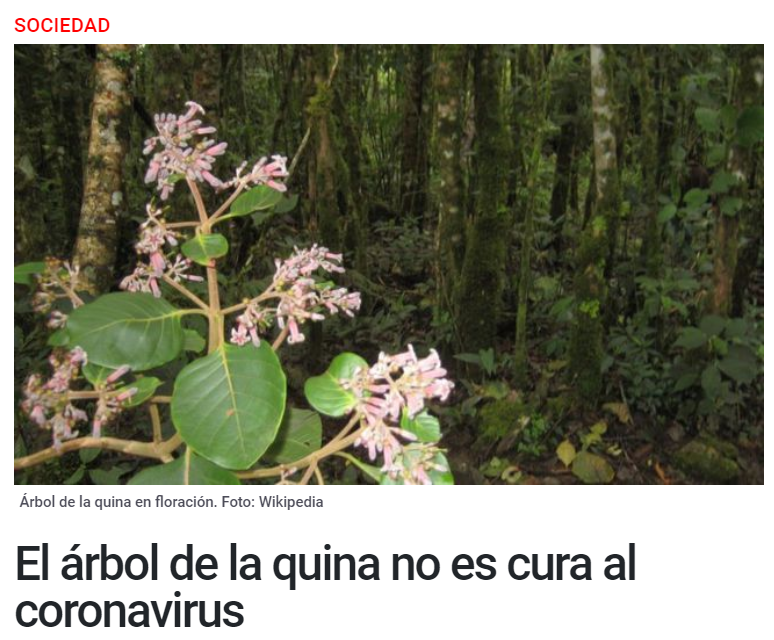 SOCIEDAD
Árbol de la quina en floración. Foto: Wikipedia
El árbol de la quina no es cura al
coronavirus